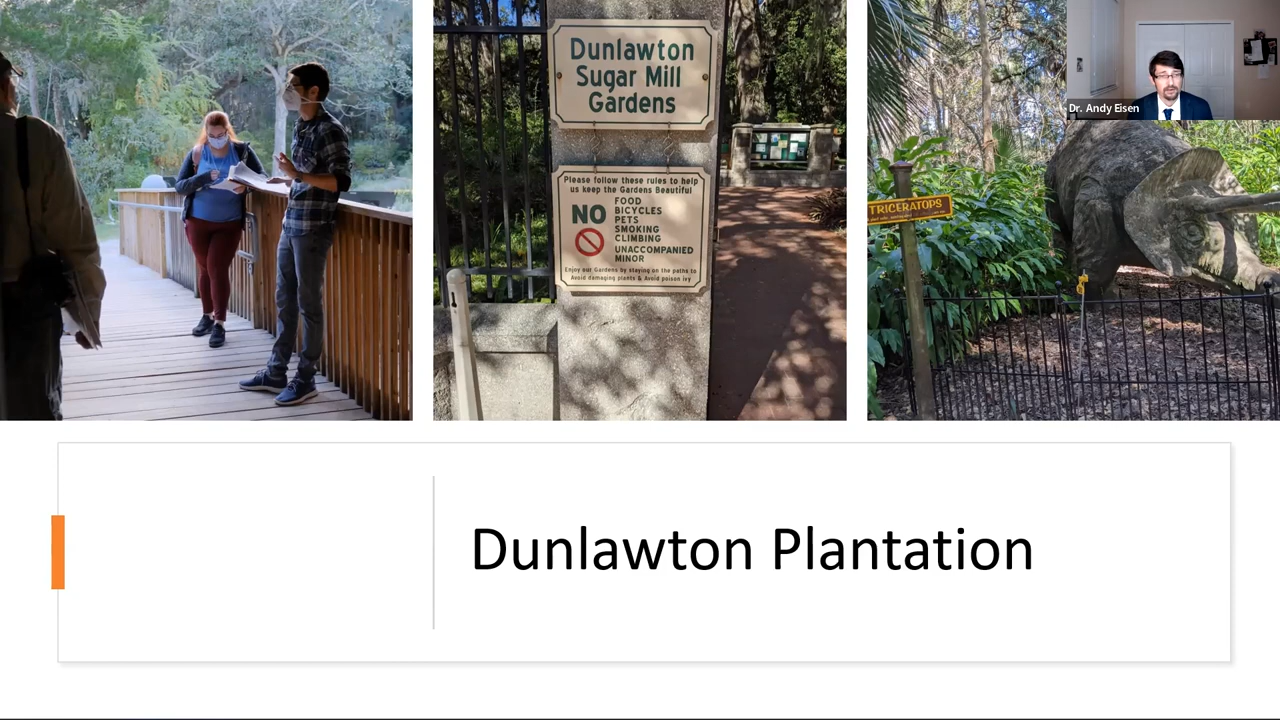 Dunlawton
Sugar Mill
Gardens
Please follow these rules to help
us keep the Gardens Beautiful
NO
FOOD
BICYCLES
PETS
SMOKING
CLIMBING
UNACCOMPANIED
MINOR
Enjoy our Gardens by staying on the paths to
Avoid damaging plants & Avoid poison ivy
TRICERATOPS
Dr. Andy Eisen
Dunlawton Plantation